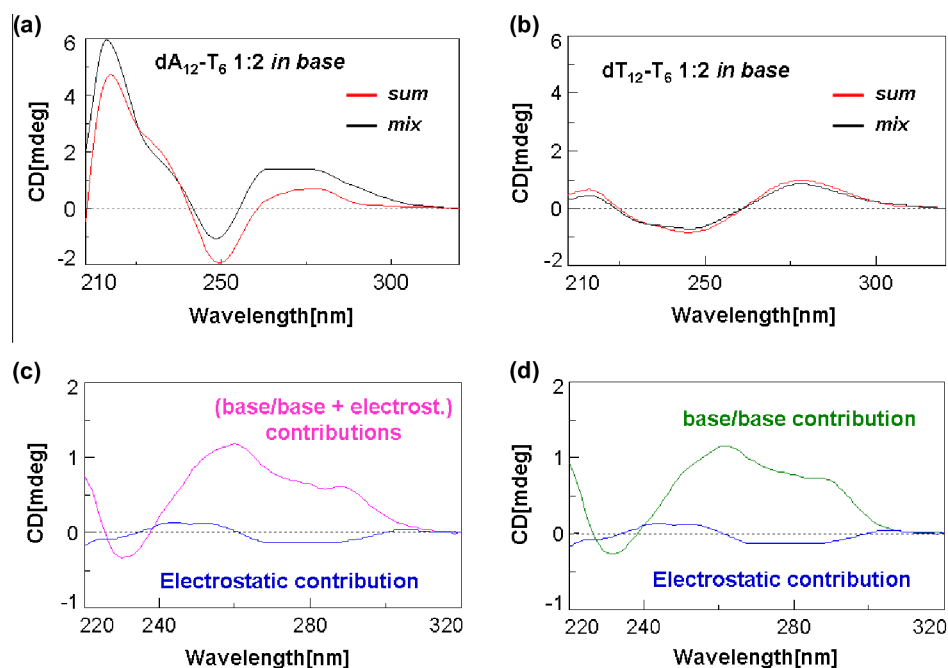 (a)
6
4
2
0
-2
CD[mdeg]
dA12-T6 1:2 in base
sum
mix
210
250
300
Wavelength[nm]
(b)
6
4
2
0
-2
CD[mdeg]
dT12-T6 1:2 in base
sum
mix
210
250
300
Wavelength[nm]
(c)
2
1
0
-1
CD[mdeg]
(base/base + electrost.)
contributions
Electrostatic contribution
220
240
280
320
Wavelength[nm]
(d)
2
1
0
-1
CD[mdeg]
base/base contribution
Electrostatic contribution
220
240
280
320
Wavelength[nm]